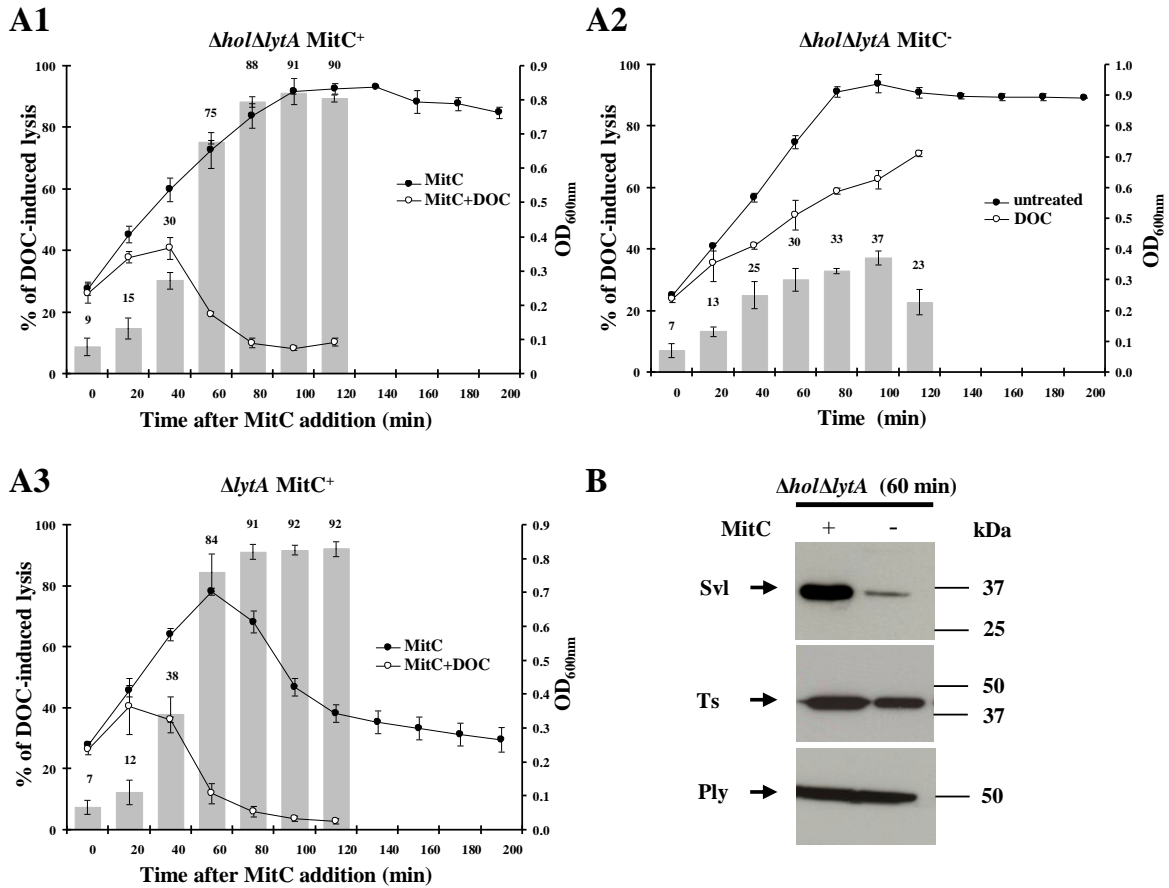 A1
ΔholΔlytA MitC⁺
% of DOC-induced lysis
100
80
60
40
20
0
9
15
30
75
88
91
90
MitC
MitC+DOC
0.9
0.8
0.7
0.6
0.5
0.4
0.3
0.2
0.1
0
OD600nm
0 20 40 60 80 100 120 140 160 180 200
Time after MitC addition (min)
A2
ΔholΔlytA MitC⁻
% of DOC-induced lysis
100
80
60
40
20
0
7
13
25
30
33
37
23
untreated
DOC
1.0
0.9
0.8
0.7
0.6
0.5
0.4
0.3
0.2
0.1
0.0
OD600nm
0 20 40 60 80 100 120 140 160 180 200
Time (min)
A3
ΔlytA MitC⁺
% of DOC-induced lysis
100
80
60
40
20
0
7
12
38
84
91
92
92
MitC
MitC+DOC
0.9
0.8
0.7
0.6
0.5
0.4
0.3
0.2
0.1
0.0
OD600nm
0 20 40 60 80 100 120 140 160 180 200
Time after MitC addition (min)
B
ΔholΔlytA (60 min)
MitC + - kDa
Svl
37
25
Ts
50
37
Ply
50